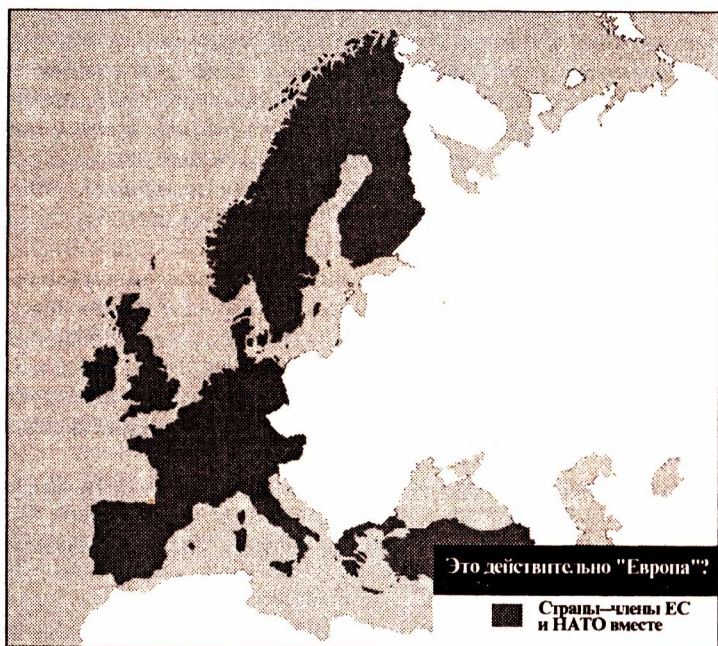 Это действительно "Европа"?
Страны—члены ЕС
и НАТО вместе